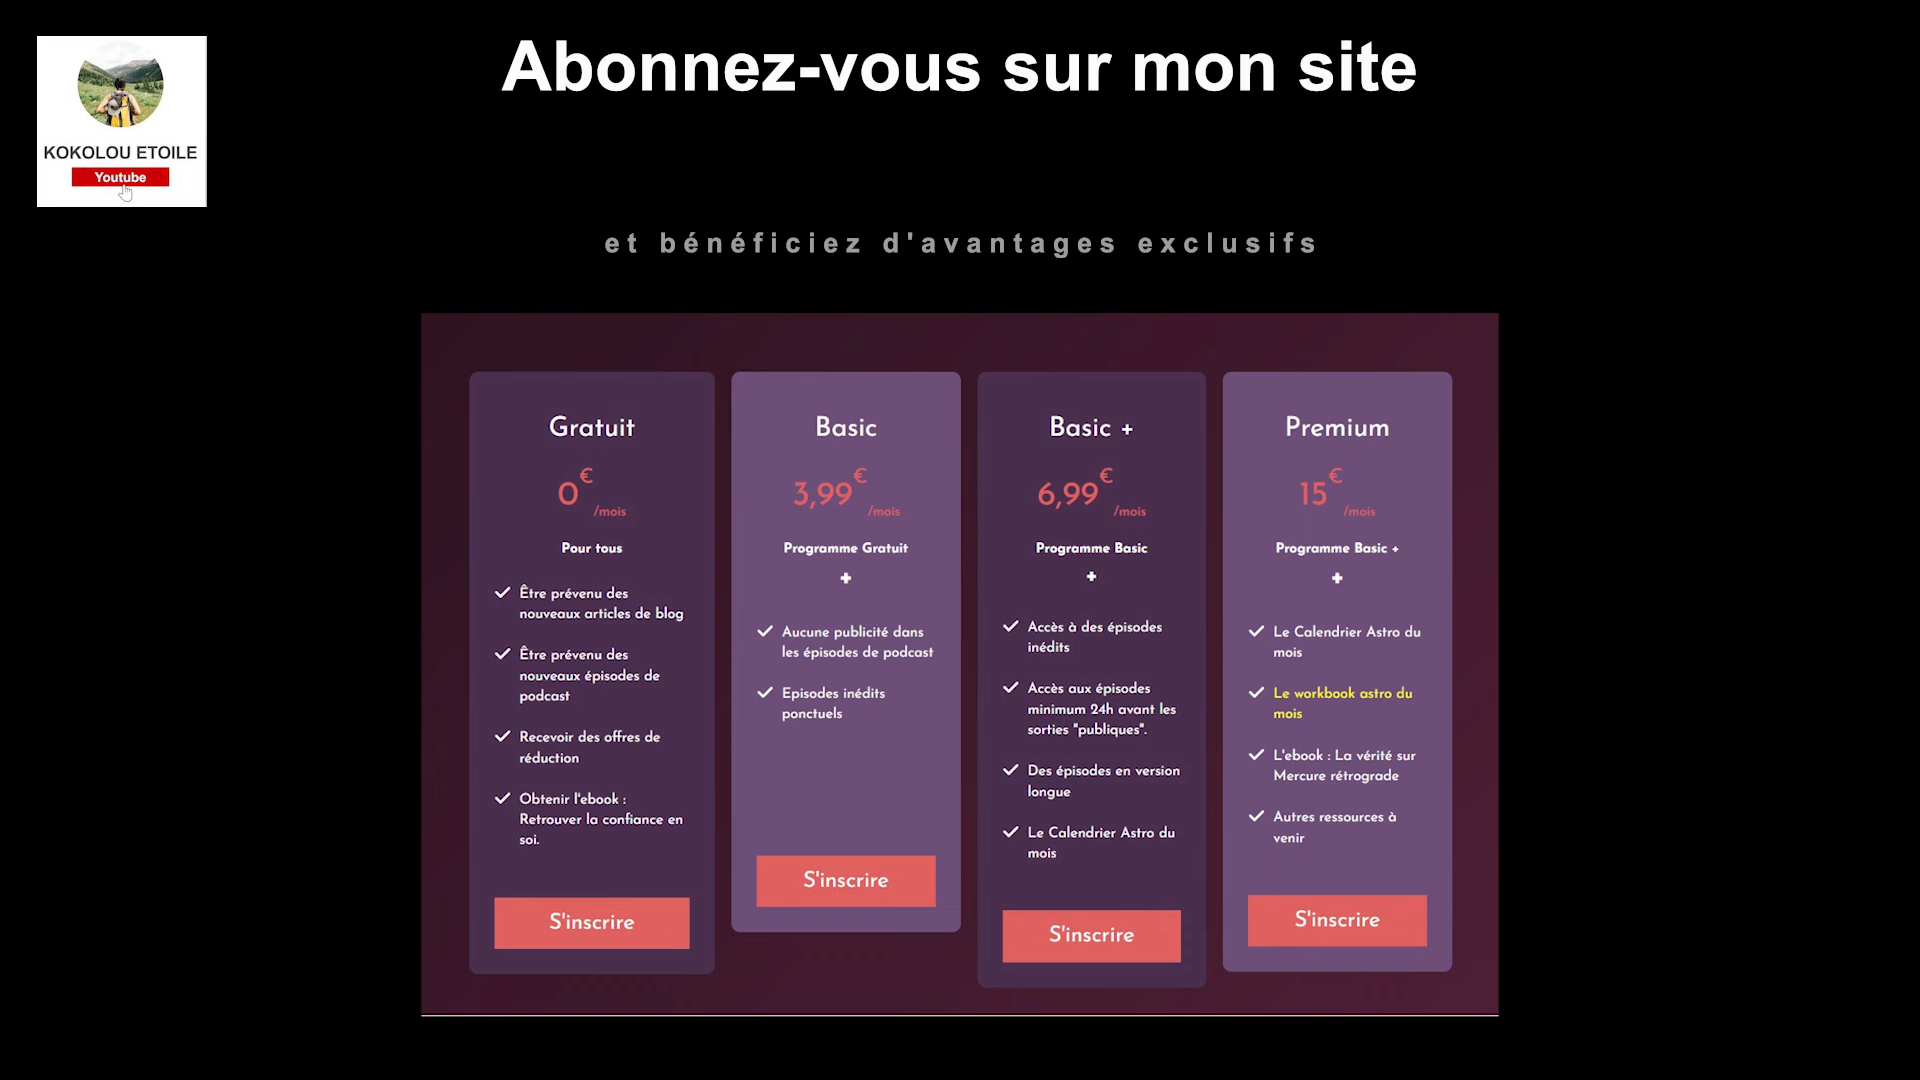 Abonnez-vous sur mon site
KOKOLOU ETOILE
Youtube
et bénéficiez d'avantages exclusifs
Gratuit
0€
/mois
Pour tous
Être prévenu des
nouveaux articles de blog
Être prévenu des
nouveaux épisodes de
podcast
Recevoir des offres de
réduction
Obtenir l'ebook :
Retrouver la confiance en
soi.
S'inscrire
Basic
3,99€
/mois
Programme Gratuit
+
Aucune publicité dans
les épisodes de podcast
Episodes inédits
ponctuels
S'inscrire
Basic +
6,99€
/mois
Programme Basic
+
Accès à des épisodes
inédits
Accès aux épisodes
minimum 24h avant les
sorties "publiques".
Des épisodes en version
longue
Le Calendrier Astro du
mois
S'inscrire
Premium
15€
/mois
Programme Basic +
+
Le Calendrier Astro du
mois
Le workbook astro du
mois
L'ebook : La vérité sur
Mercure rétrograde
Autres ressources à
venir
S'inscrire